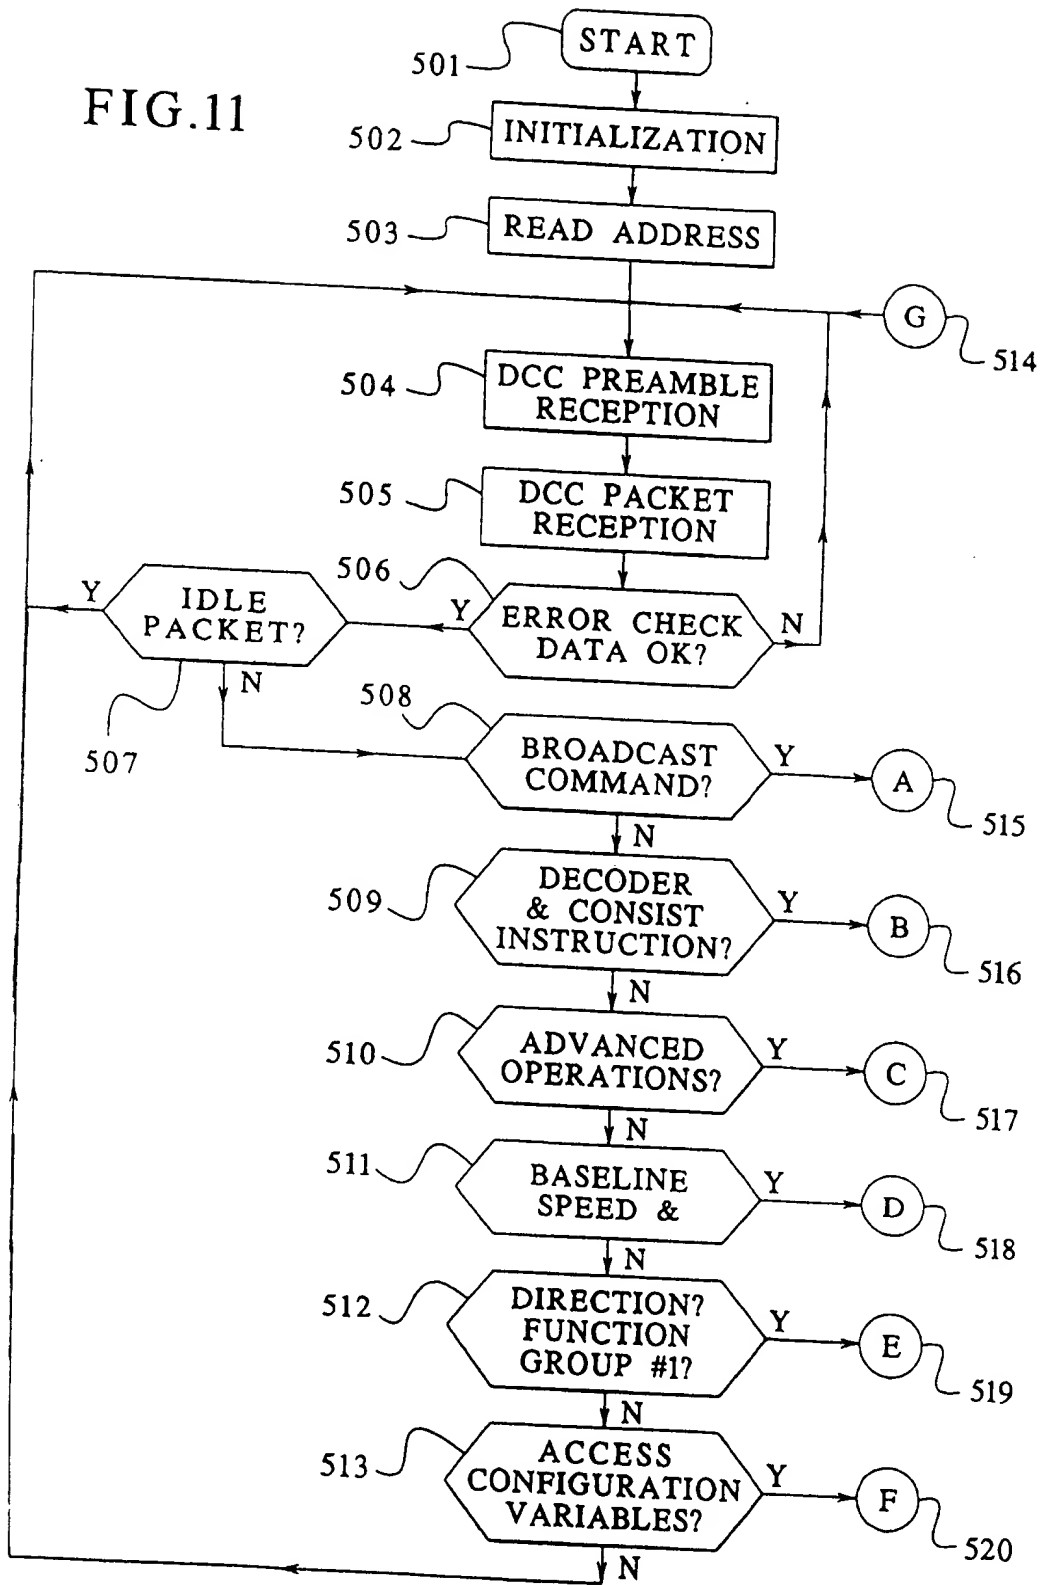 START
501
FIG.11
INITIALIZATION
502
READ ADDRESS
503
G
514
DCC PREAMBLE
RECEPTION
504
DCC PACKET
RECEPTION
505
506
Y
IDLE
PACKET?
Y
ERROR CHECK
DATA OK?
N
N
507
508
BROADCAST
COMMAND?
Y
A
515
N
509
DECODER
& CONSIST
INSTRUCTION?
Y
B
516
N
510
ADVANCED
OPERATIONS?
Y
C
517
N
511
BASELINE
SPEED &
Y
D
518
N
512
DIRECTION?
FUNCTION
GROUP #1?
Y
E
519
N
513
ACCESS
CONFIGURATION
VARIABLES?
Y
F
520
N